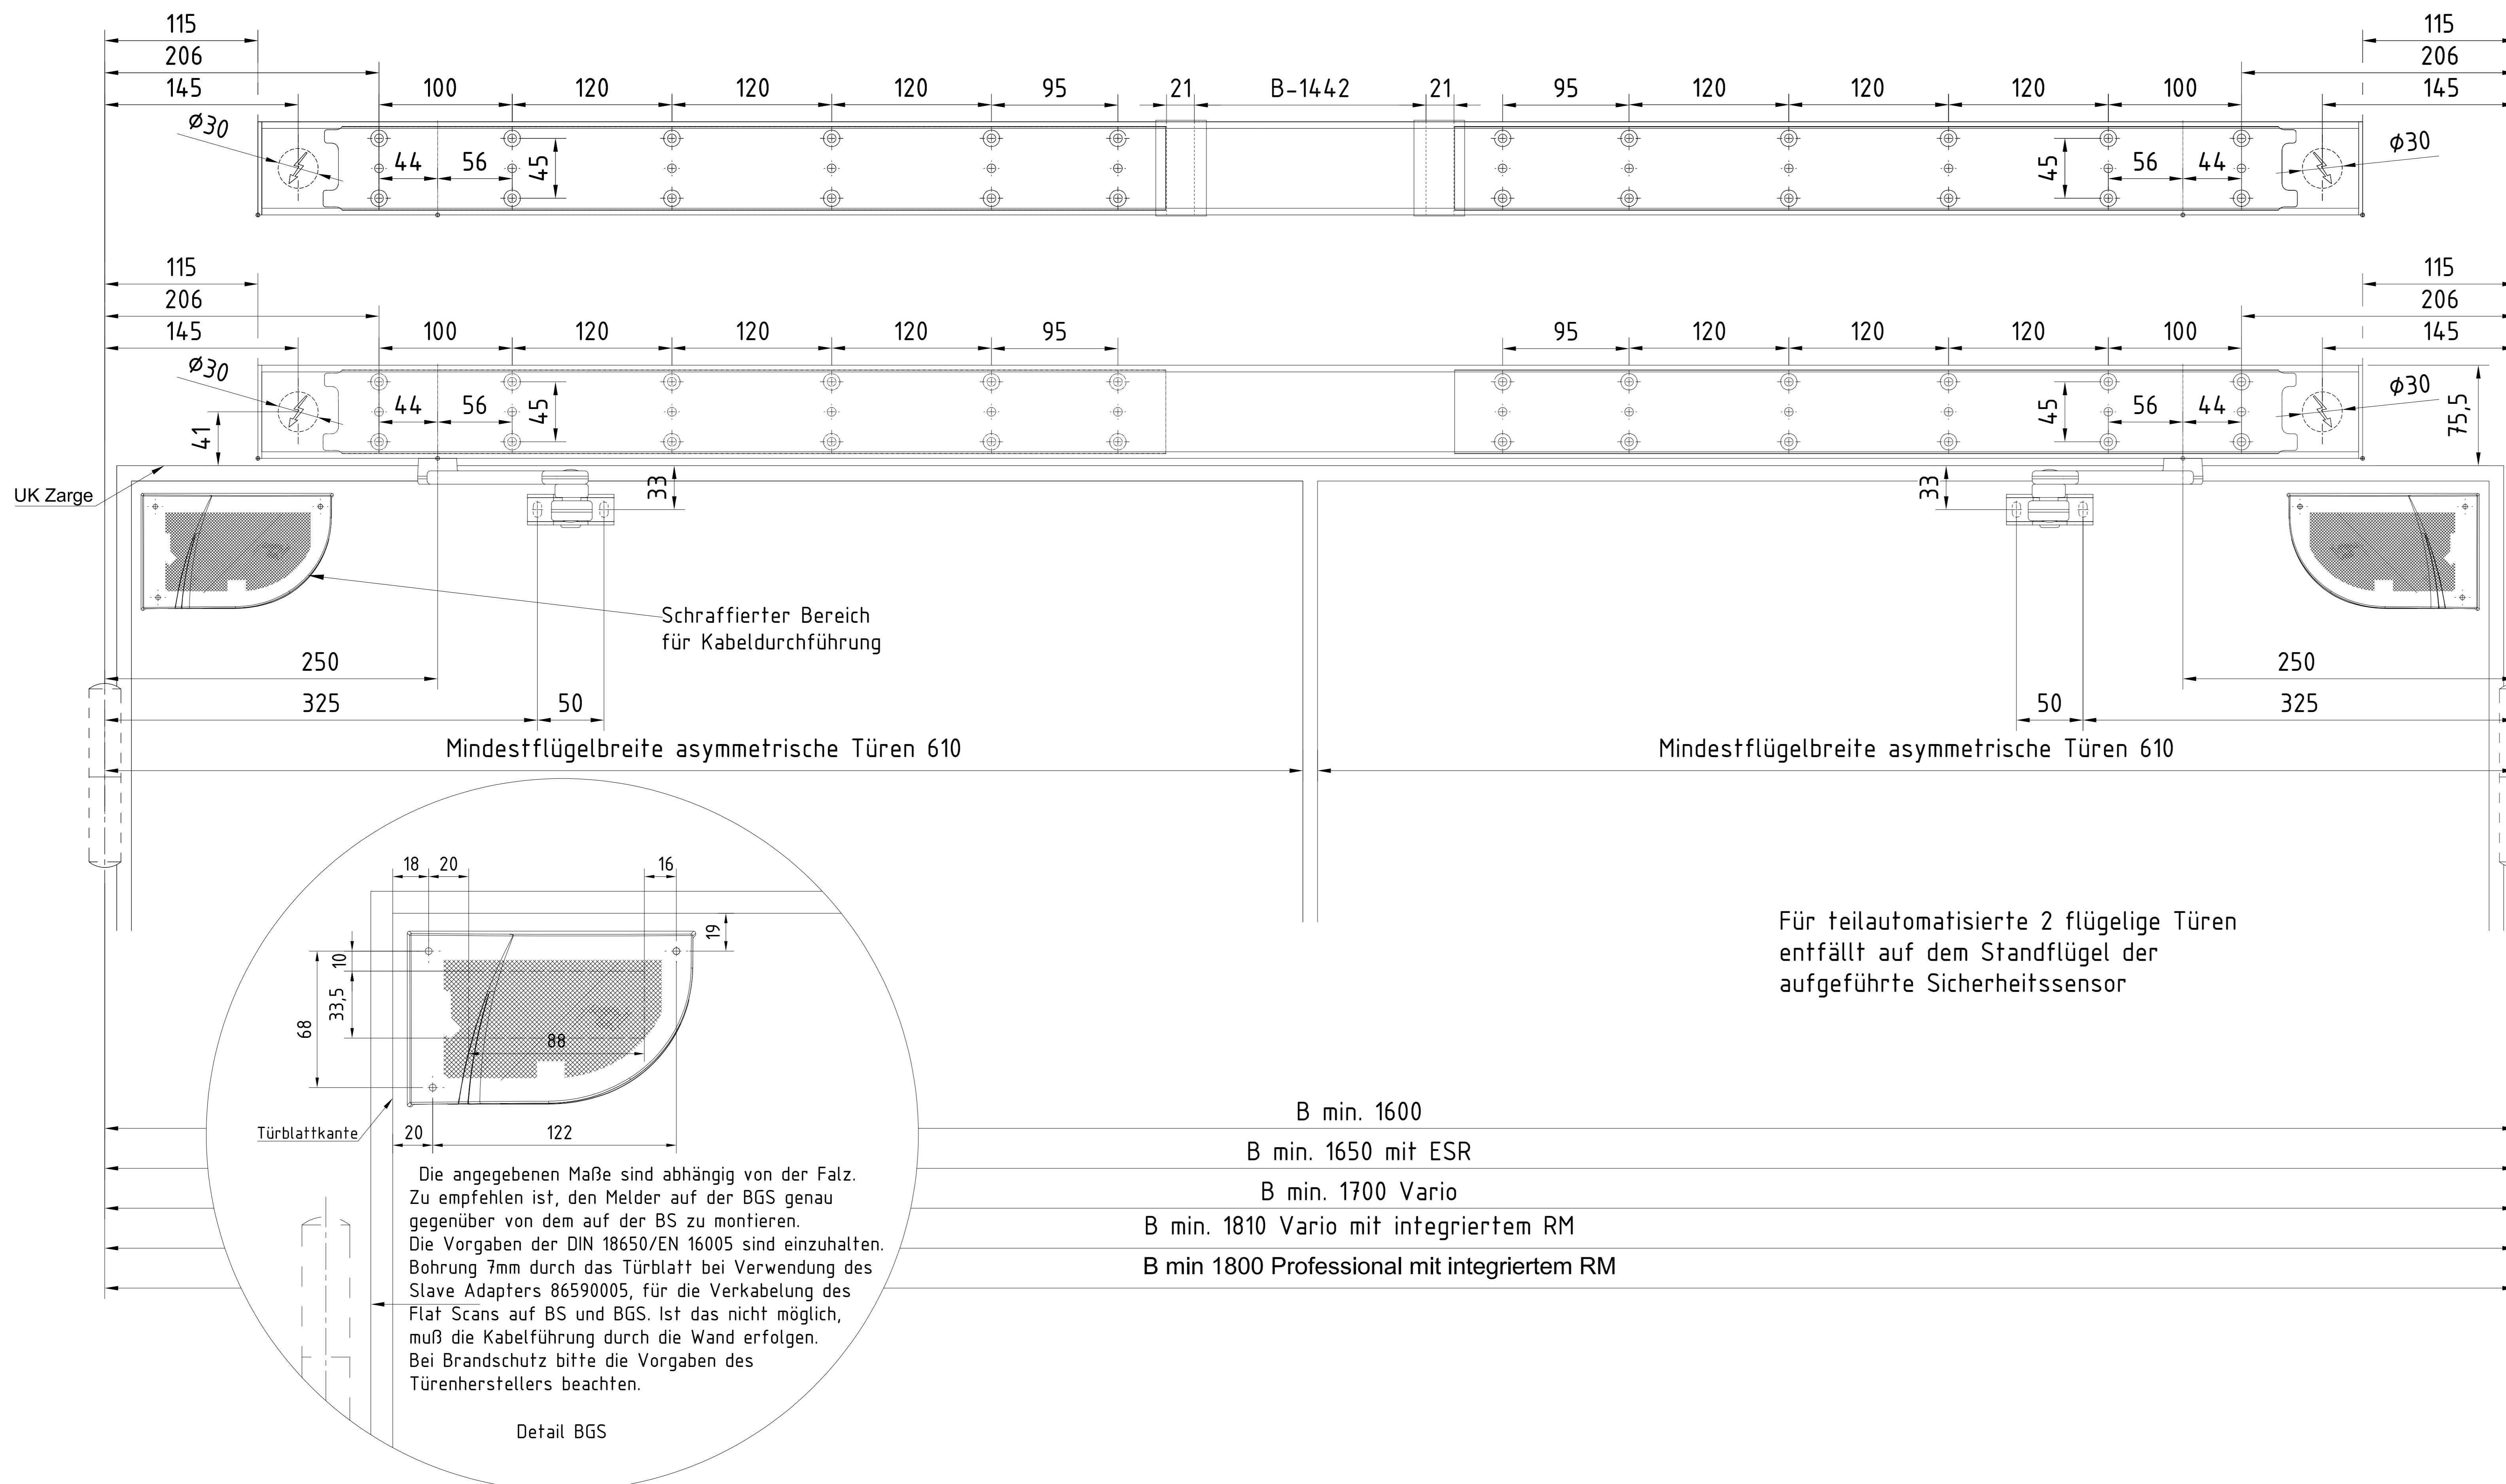 115 115
206 206
145 100 120 120 120 95 21 B-1442 21 95 120 120 120 100 145
φ30 44 56 45 45 56 44 φ30
115 115
206 206
145 100 120 120 120 95 95 120 120 120 100 145
φ30 44 56 45 45 56 44 φ30
41 75,5
UK Zarge 33 33
Schraffierter Bereich
für Kabeldurchführung
250 250
325 50 50 325
Mindestflügelbreite asymmetrische Türen 610 Mindestflügelbreite asymmetrische Türen 610
18 20 16
19
10
33,5
68
88
Türblattkante
20 122
Die angegebenen Maße sind abhängig von der Falz.
Zu empfehlen ist, den Melder auf der BGS genau
gegenüber von dem auf der BS zu montieren.
Die Vorgaben der DIN 18650/EN 16005 sind einzuhalten.
Bohrung 7mm durch das Türblatt bei Verwendung des
Slave Adapters 86590005, für die Verkabelung des
Flat Scans auf BS und BGS. Ist das nicht möglich,
muß die Kabelführung durch die Wand erfolgen.
Bei Brandschutz bitte die Vorgaben des
Türenherstellers beachten.
Detail BGS
Für teilautomatisierte 2 flügelige Türen
entfällt auf dem Standflügel der
aufgeführte Sicherheitssensor
B min. 1600
B min. 1650 mit ESR
B min. 1700 Vario
B min. 1810 Vario mit integriertem RM
B min 1800 Professional mit integriertem RM